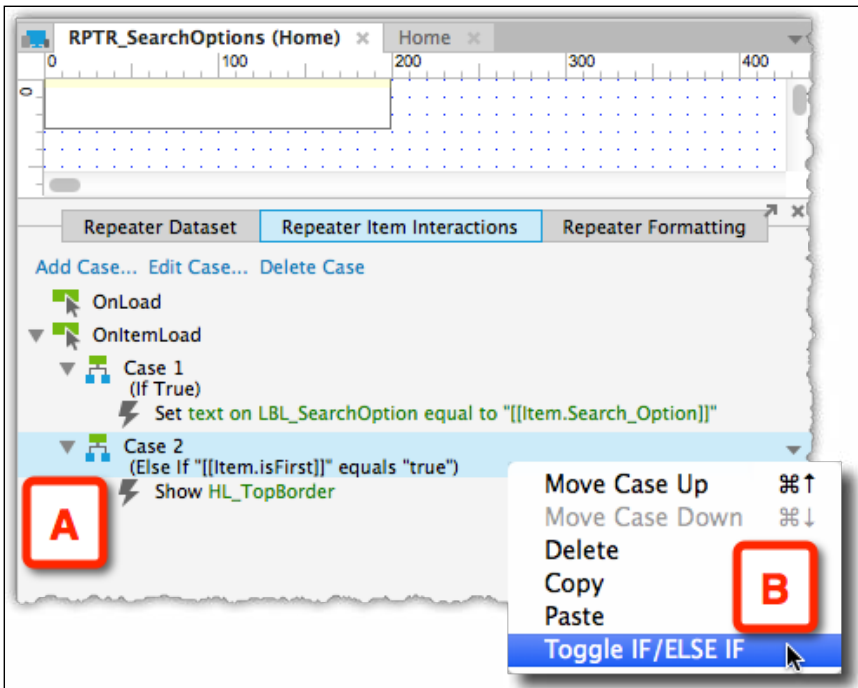 RPTR_SearchOptions (Home) × Home ×
0 100 200 300 400
0
Repeater Dataset Repeater Item Interactions Repeater Formatting
Add Case... Edit Case... Delete Case
OnLoad
OnItemLoad
Case 1
(If True)
Set text on LBL_SearchOption equal to "[[Item.Search_Option]]"
Case 2
(Else If "[[Item.isFirst]]" equals "true")
Show HL_TopBorder
A
Move Case Up ⌘↑
Move Case Down ⌘↓
Delete
Copy
Paste
B
Toggle IF/ELSE IF